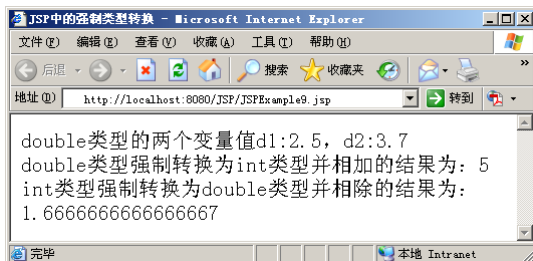 JSP中的强制类型转换 - Microsoft Internet Explorer
文件(F) 编辑(E) 查看(V) 收藏(A) 工具(T) 帮助(H)
后退 搜索 收藏夹 »
地址(D) http://localhost:8080/JSP/JSPExample9.jsp 转到
double类型的两个变量值d1:2.5，d2:3.7
double类型强制转换为int类型并相加的结果为：5
int类型强制转换为double类型并相除的结果为：
1.6666666666666667
完毕 本地 Intranet